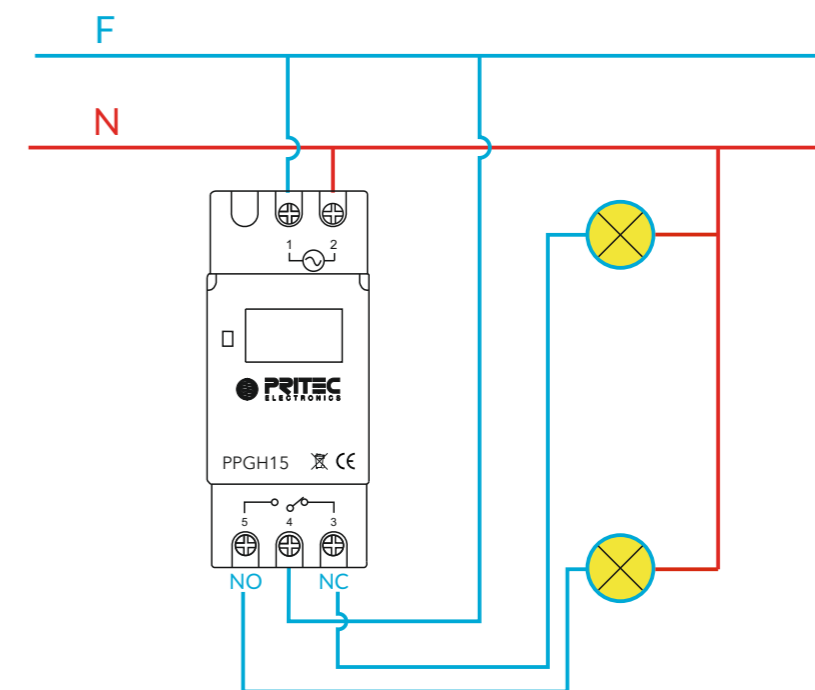 F
N
1 2
PRITEC
ELECTRONICS
PPGH15 CE
5 4 3
NO NC